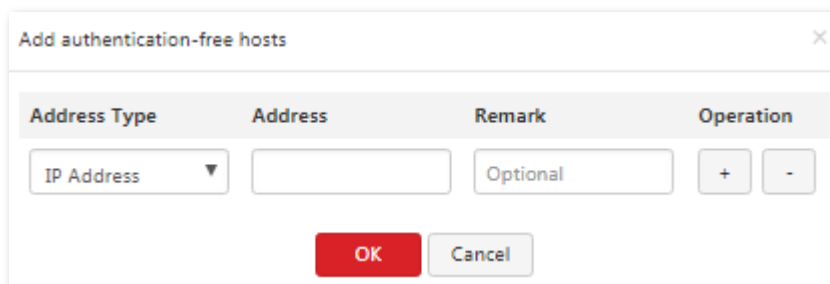 Add authentication-free hosts ×
Address Type Address Remark Operation
IP Address ▼ Optional + -
OK Cancel